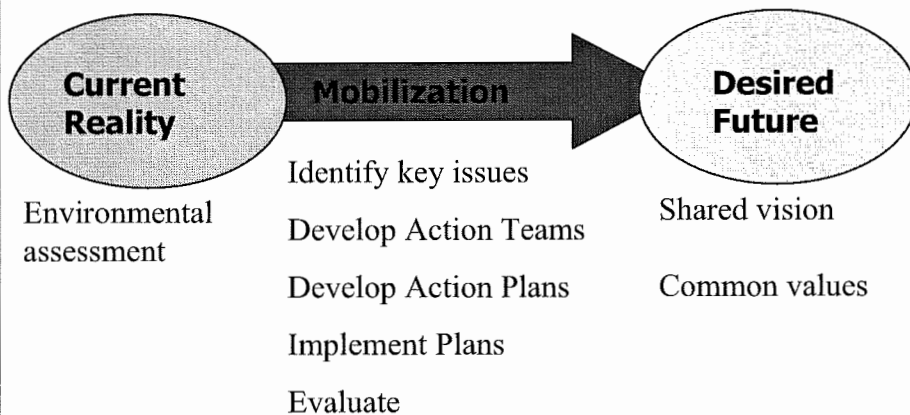 Current
Reality
Mobilization
Desired
Future
Environmental
assessment
Identify key issues
Develop Action Teams
Develop Action Plans
Implement Plans
Evaluate
Shared vision
Common values